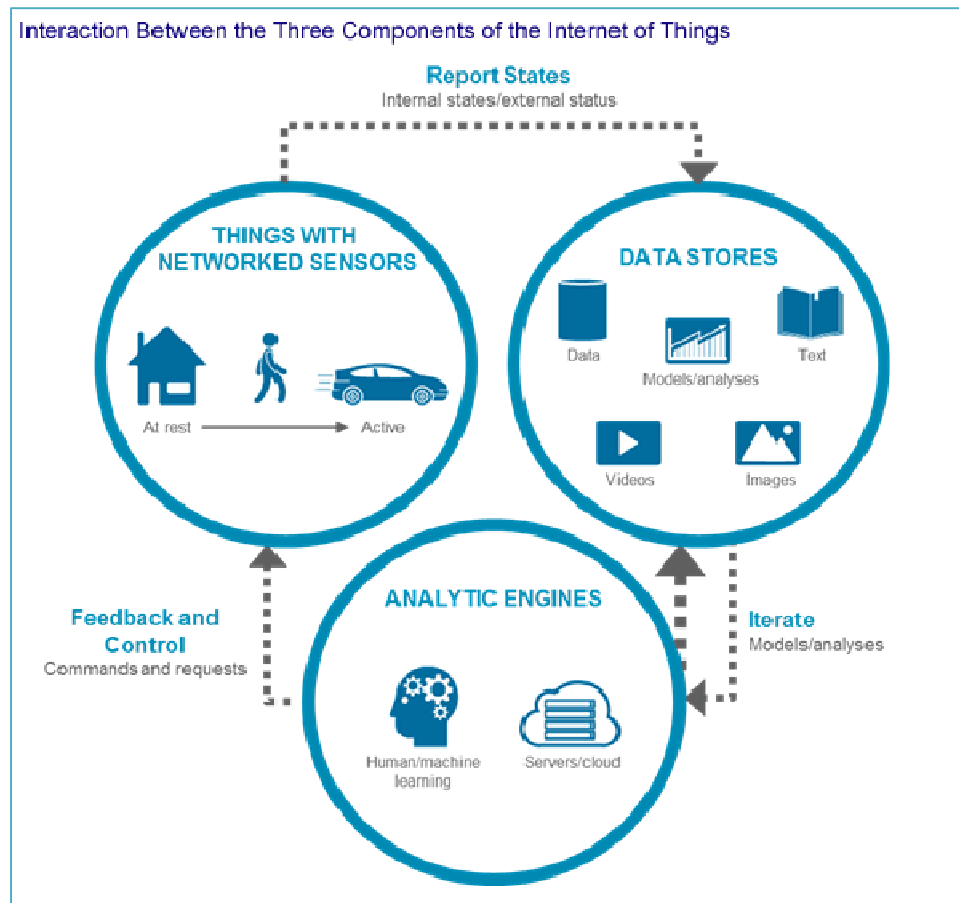 Interaction Between the Three Components of the Internet of Things
Report States
Internal states/external status
THINGS WITH
NETWORKED SENSORS
At rest
Active
DATA STORES
Data
Models/analyses
Text
Videos
Images
Feedback and
Control
Commands and requests
ANALYTIC ENGINES
Human/machine
learning
Servers/cloud
Iterate
Models/analyses